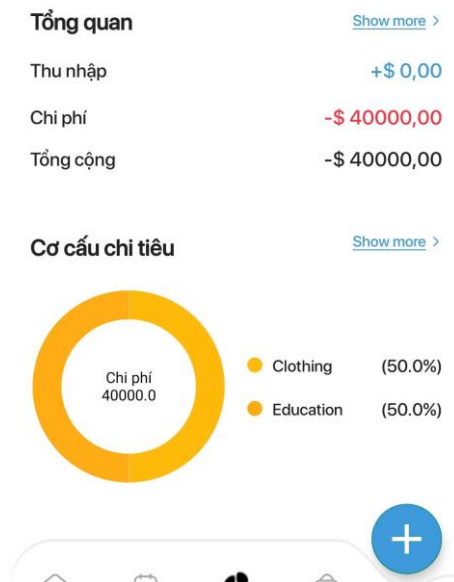 Tổng quan Show more >
Thu nhập +$ 0,00
Chi phí -$ 40000,00
Tổng cộng -$ 40000,00
Cơ cấu chi tiêu Show more >
Chi phí
40000.0
Clothing (50.0%)
Education (50.0%)